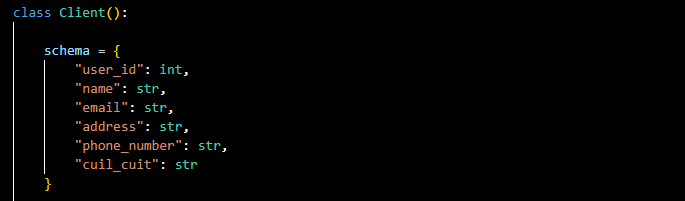 class Client():
schema = {
"user_id": int,
"name": str,
"email": str,
"address": str,
"phone_number": str,
"cuil_cuit": str
}